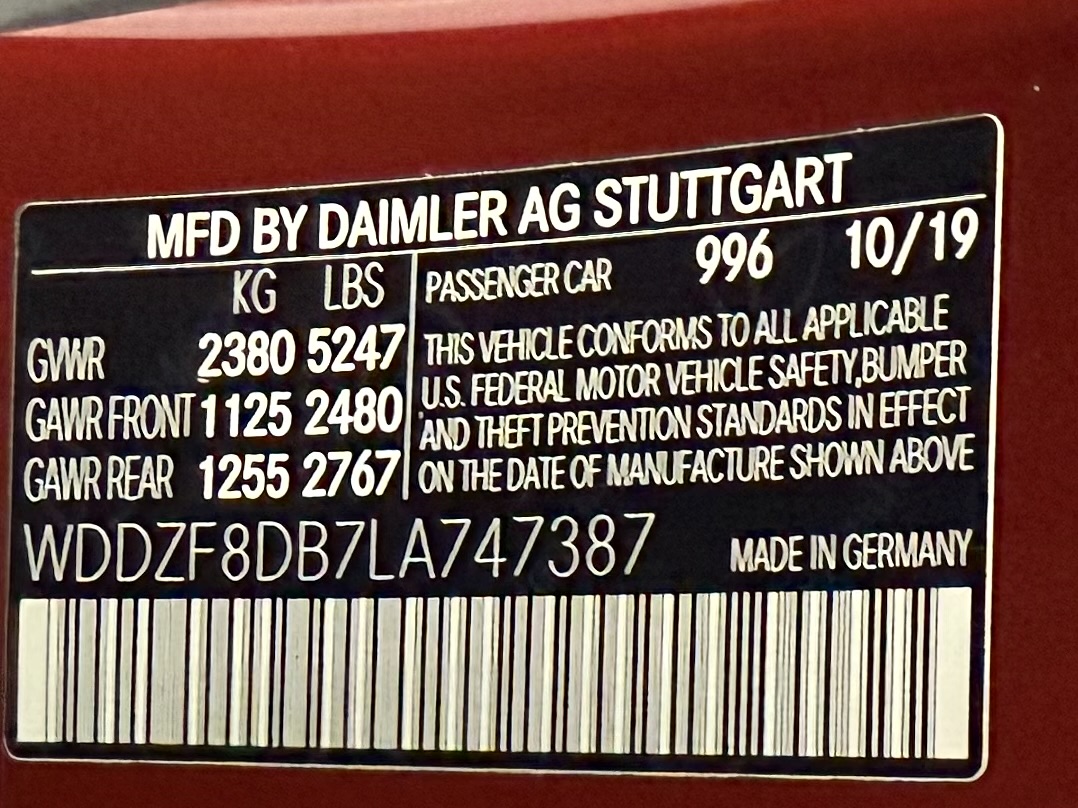 MFD BY DAIMLER AG STUTTGART
KG LBS
GVWR 2380 5247
GAWR FRONT 1125 2480
GAWR REAR 1255 2767
PASSENGER CAR 996 10/19
THIS VEHICLE CONFORMS TO ALL APPLICABLE
U.S. FEDERAL MOTOR VEHICLE SAFETY,BUMPER
AND THEFT PREVENTION STANDARDS IN EFFECT
ON THE DATE OF MANUFACTURE SHOWN ABOVE
WDDZF8DB7LA747387
MADE IN GERMANY